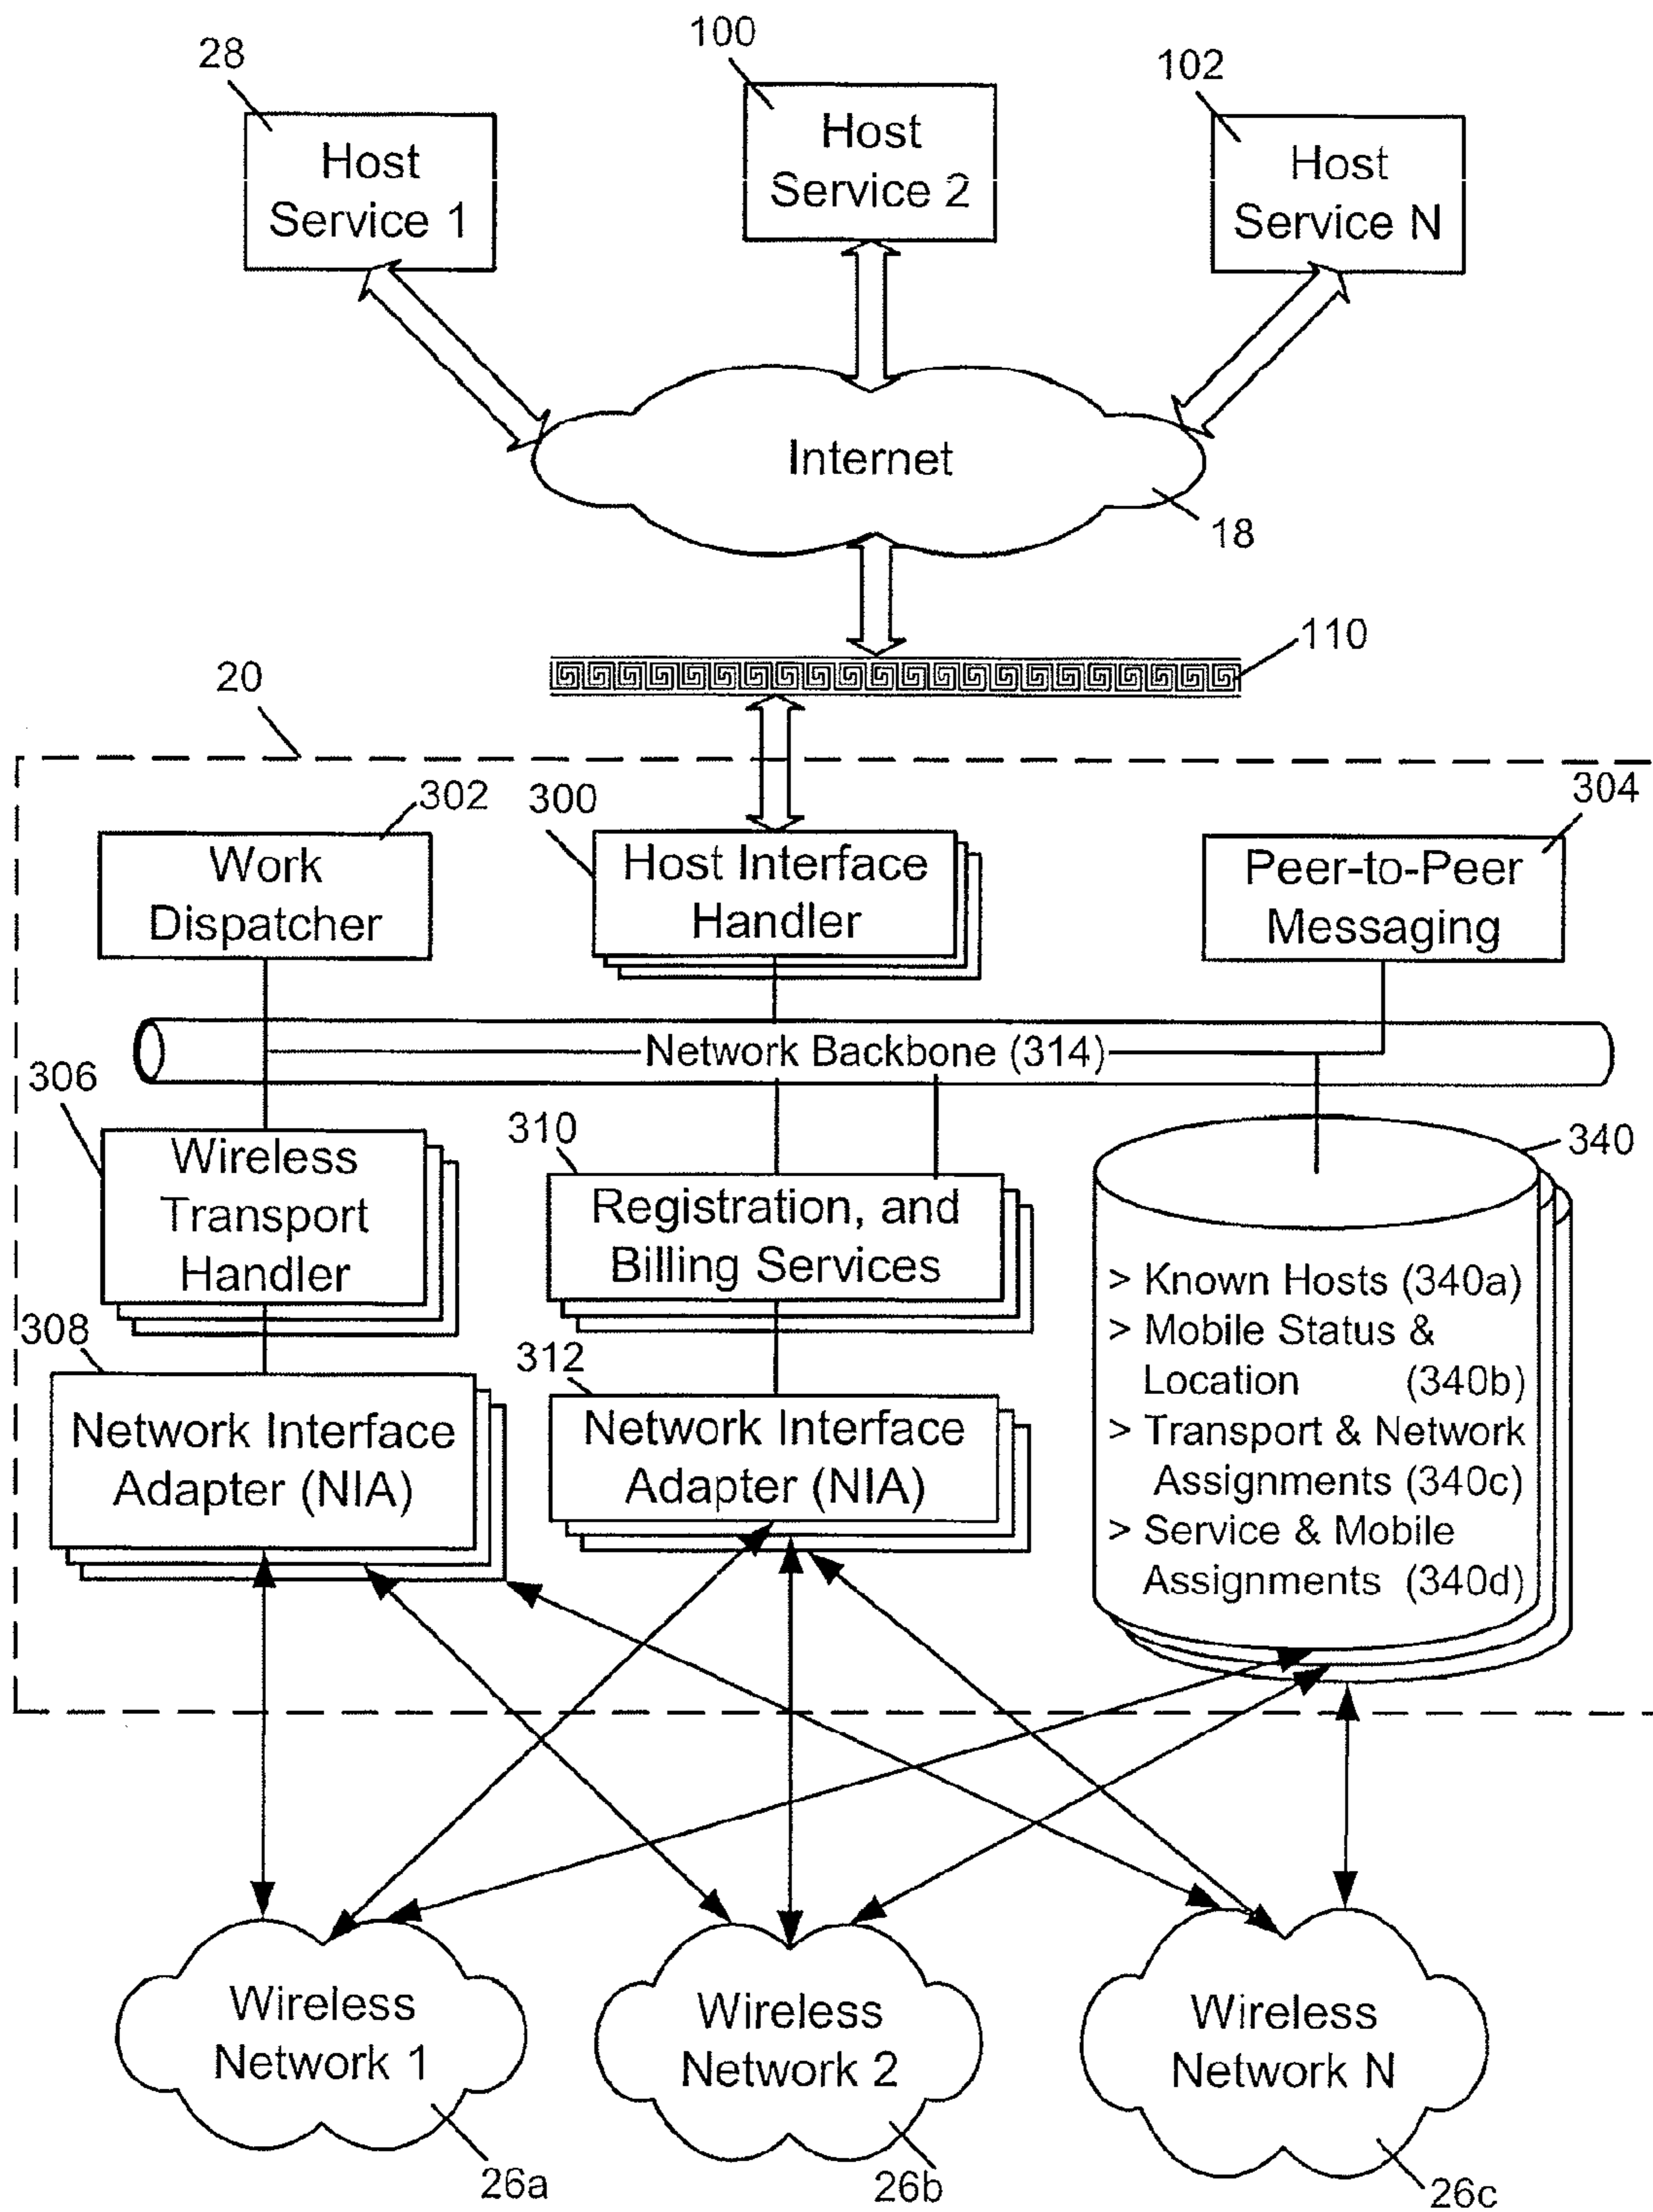 28
100
102
Host
Service 1
Host
Service 2
Host
Service N
Internet
18
110
20
302
300
304
Work
Dispatcher
Host Interface
Handler
Peer-to-Peer
Messaging
Network Backbone (314)
306
310
340
Wireless
Transport
Handler
Registration, and
Billing Services
> Known Hosts (340a)
> Mobile Status &
Location (340b)
> Transport & Network
Assignments (340c)
> Service & Mobile
Assignments (340d)
308
312
Network Interface
Adapter (NIA)
Network Interface
Adapter (NIA)
Wireless
Network 1
Wireless
Network 2
Wireless
Network N
26a
26b
26c